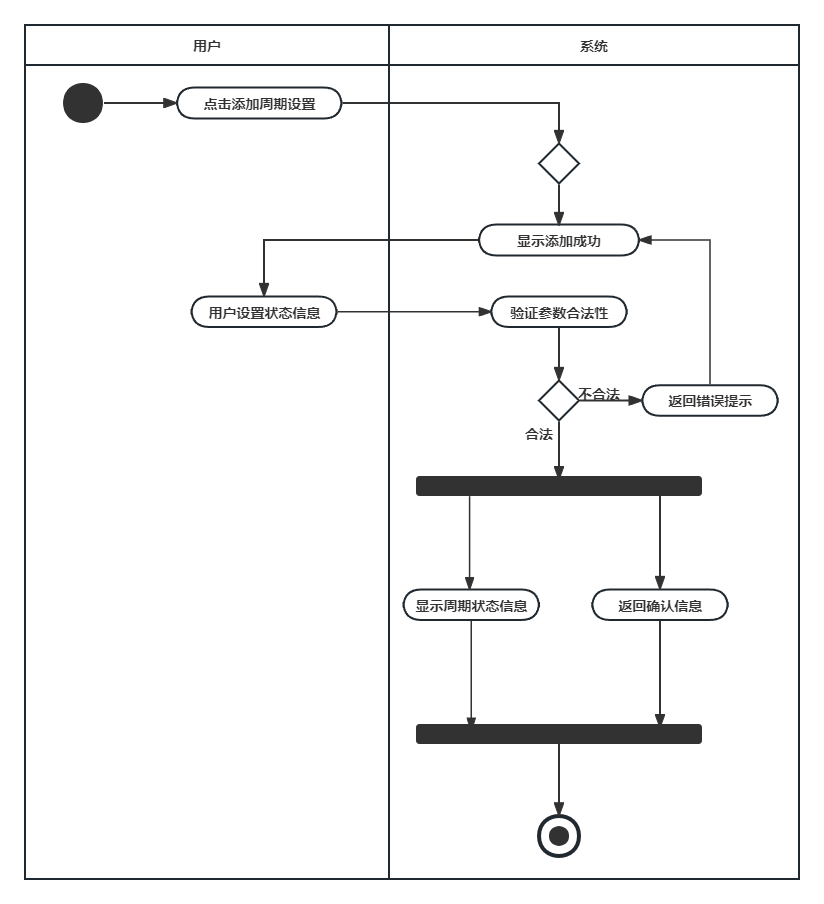 用户
系统
点击添加周期设置
显示添加成功
用户设置状态信息
验证参数合法性
不合法
返回错误提示
合法
显示周期状态信息
返回确认信息